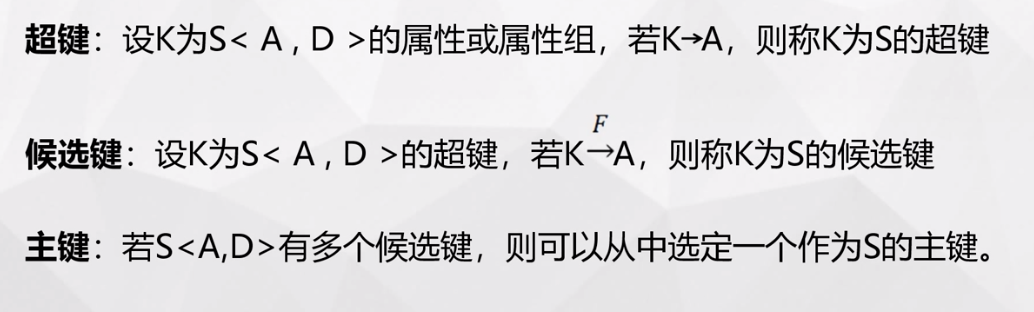 超键：设K为S< A , D >的属性或属性组，若K→A，则称K为S的超键
F
候选键：设K为S< A , D >的超键，若K→A，则称K为S的候选键
主键：若S<A,D>有多个候选键，则可以从中选定一个作为S的主键。